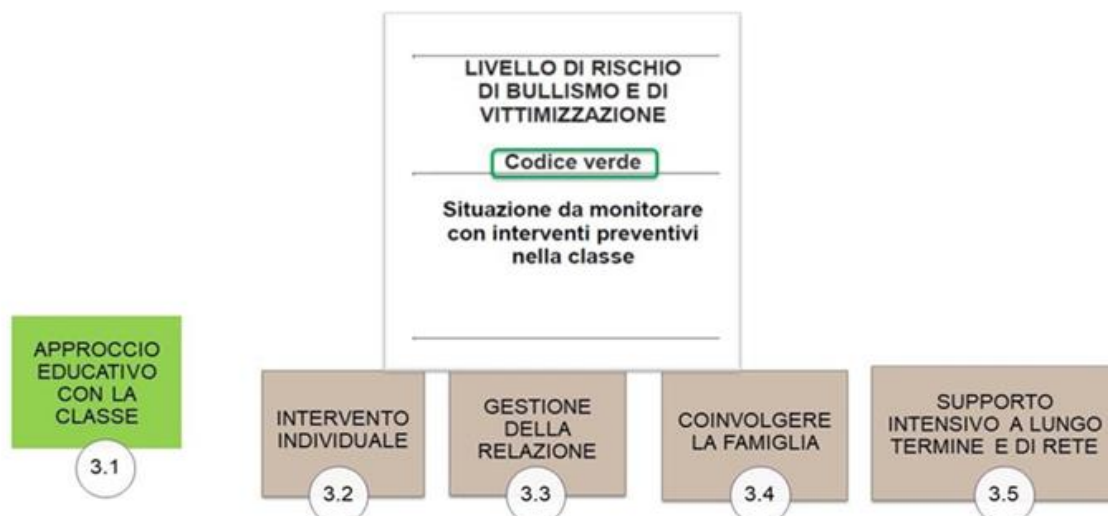 LIVELLO DI RISCHIO
DI BULLISMO E DI
VITTIMIZZAZIONE
Codice verde
Situazione da monitorare
con interventi preventivi
nella classe
APPROCCIO
EDUCATIVO
CON LA
CLASSE
3.1
INTERVENTO
INDIVIDUALE
3.2
GESTIONE
DELLA
RELAZIONE
3.3
COINVOLGERE
LA FAMIGLIA
3.4
SUPPORTO
INTENSIVO A LUNGO
TERMINE E DI RETE
3.5